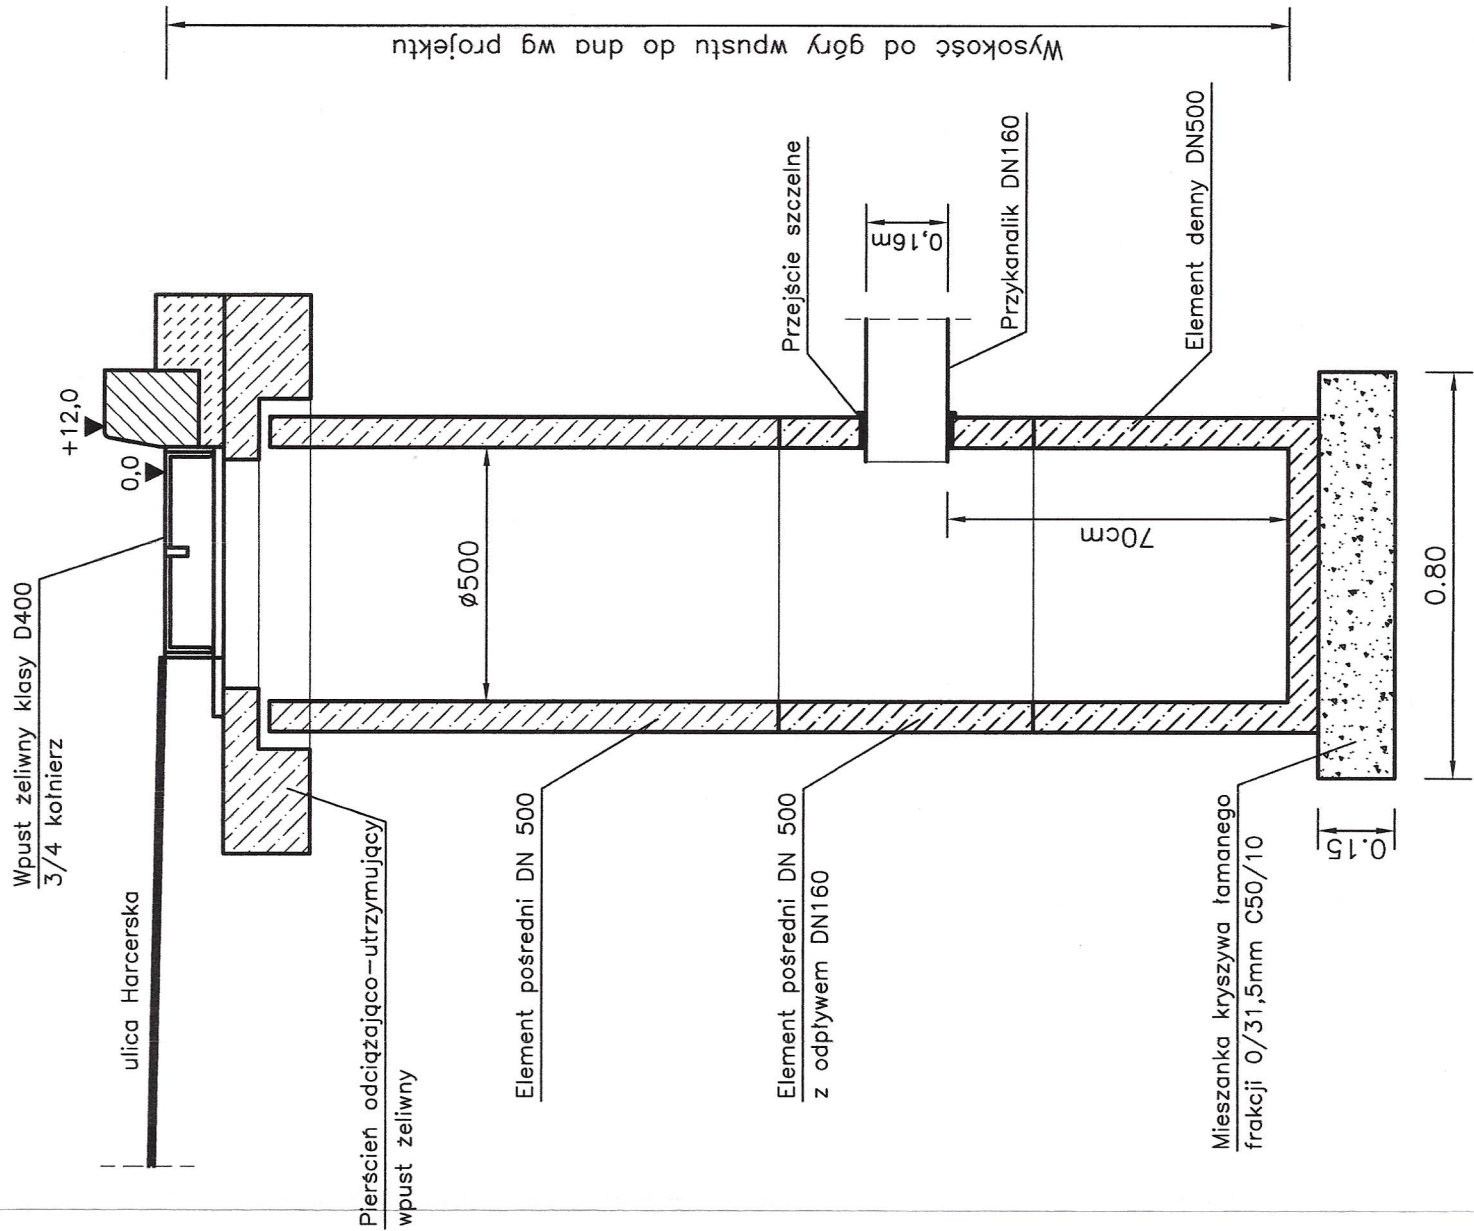 Wpust żeliwny klasy D400
3/4 kołnierz
ulica Harcerska
0,0
+12,0
Wysokość od góry wpustu do dna wg projektu
Pierścień odciążająco-utrzymujący
wpust żeliwny
ø500
Element pośredni DN 500
Przejście szczelne
0,16m
Element pośredni DN 500
z odpływem DN160
Przykanalik DN160
70cm
Element denny DN500
Mieszanka kryszywa łamanego
frakcji 0/31,5mm C50/10
0.15
0.80